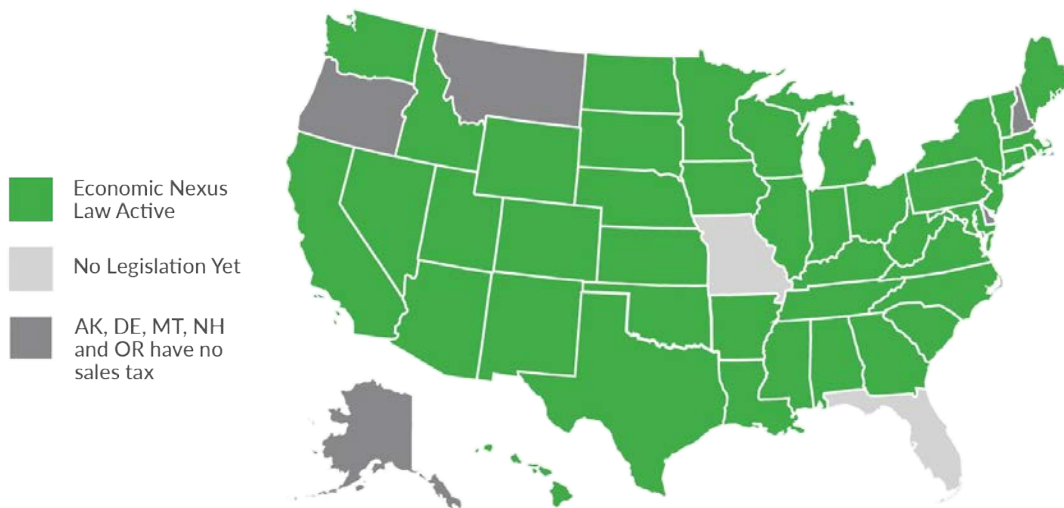 Economic Nexus
Law Active
No Legislation Yet
AK, DE, MT, NH
and OR have no
sales tax